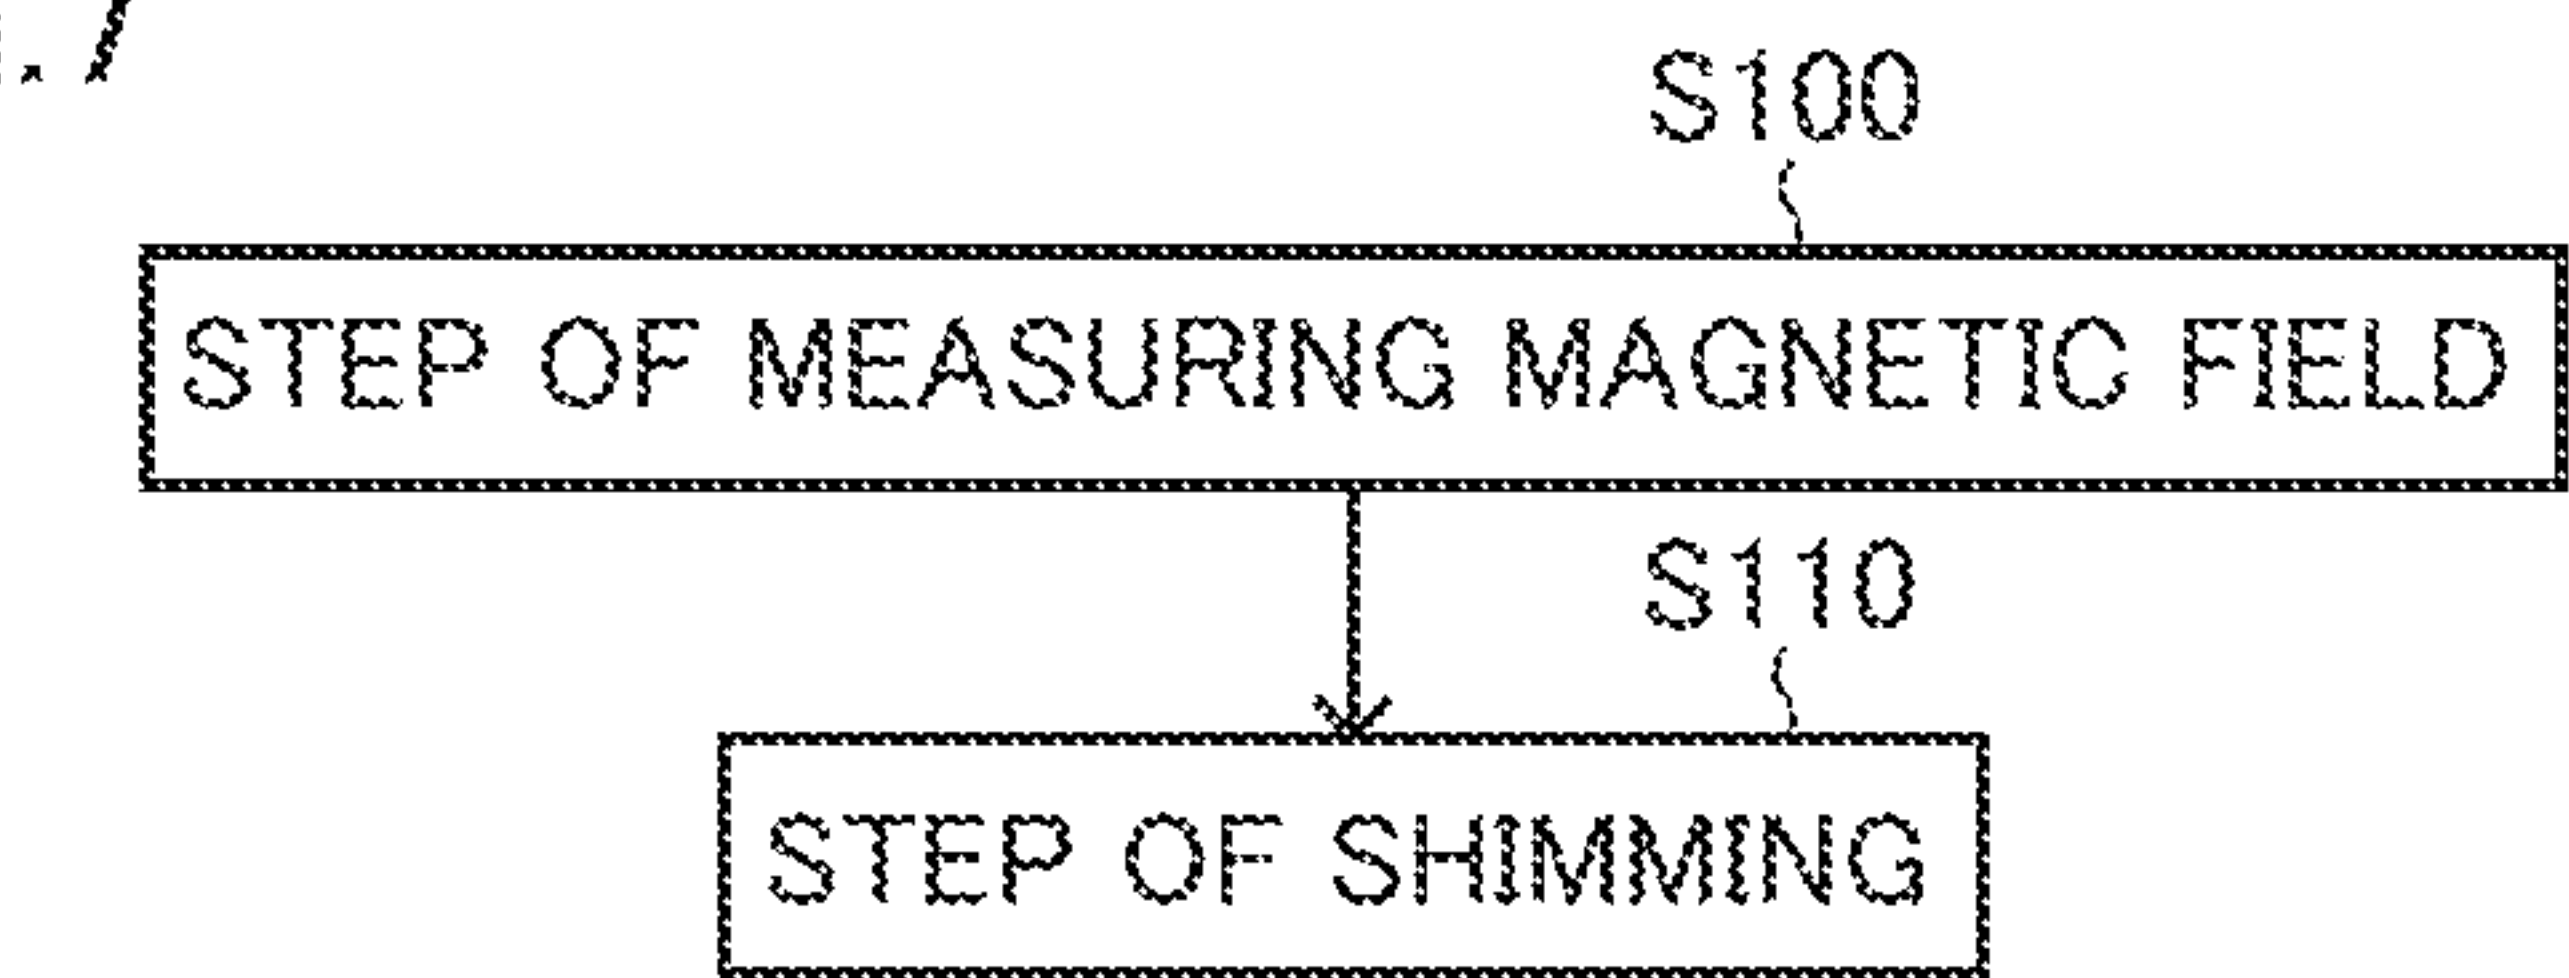 S100
STEP OF MEASURING MAGNETIC FIELD
S110
STEP OF SHIMMING